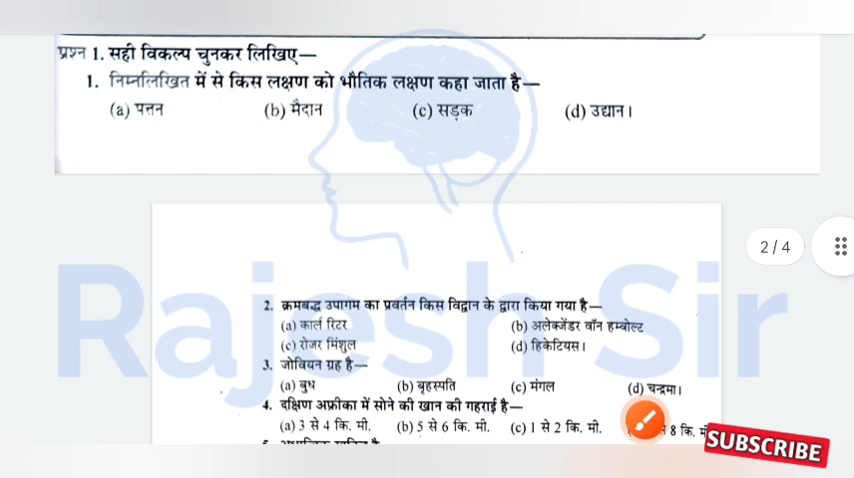 प्रश्न 1. सही विकल्प चुनकर लिखिए—
1. निम्नलिखित में से किस लक्षण को भौतिक लक्षण कहा जाता है—
(a) पत्तन (b) मैदान (c) सड़क (d) उद्यान।
2 / 4
Rajesh Sir
2. क्रमबद्ध उपागम का प्रवर्तन किस विद्वान के द्वारा किया गया है—
(a) कार्ल रिटर (b) अलेक्जेंडर वॉन हम्बोल्ट
(c) रोजर मिंशुल (d) हिकेटियस।
3. जोवियन ग्रह है—
(a) बुध (b) बृहस्पति (c) मंगल (d) चन्द्रमा।
4. दक्षिण अफ्रीका में सोने की खान की गहराई है—
(a) 3 से 4 कि. मी. (b) 5 से 6 कि. मी. (c) 1 से 2 कि. मी. 8 कि.
SUBSCRIBE